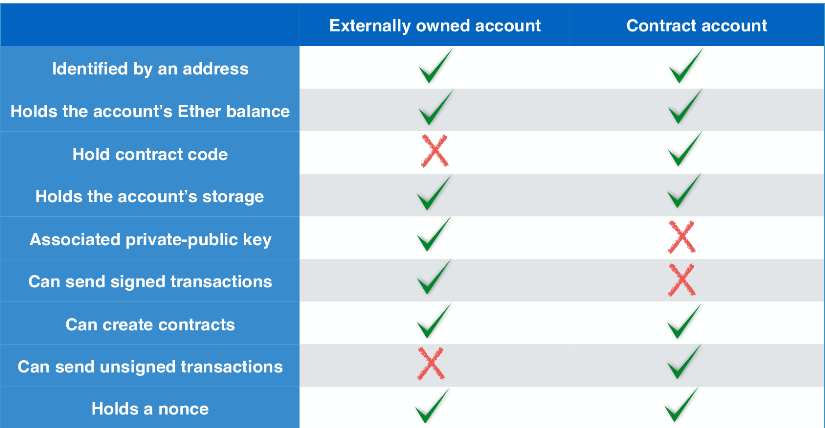 Externally owned account Contract account
Identified by an address
Holds the account's Ether balance
Hold contract code
Holds the account's storage
Associated private-public key
Can send signed transactions
Can create contracts
Can send unsigned transactions
Holds a nonce